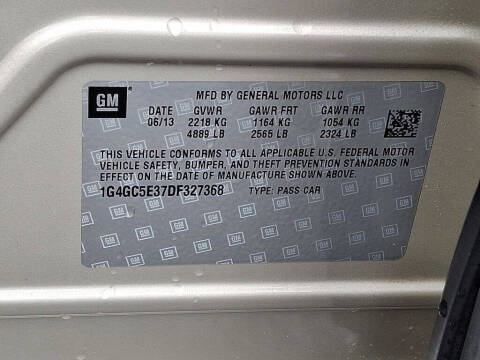 GM
MFD BY GENERAL MOTORS LLC
DATE GVWR GAWR FRT GAWR RR
06/13 2218 KG 1164 KG 1054 KG
4889 LB 2565 LB 2324 LB
THIS VEHICLE CONFORMS TO ALL APPLICABLE U.S. FEDERAL MOTOR
VEHICLE SAFETY, BUMPER, AND THEFT PREVENTION STANDARDS IN
EFFECT ON THE DATE OF MANUFACTURE SHOWN ABOVE.
1G4GC5E37DF327368 TYPE: PASS CAR